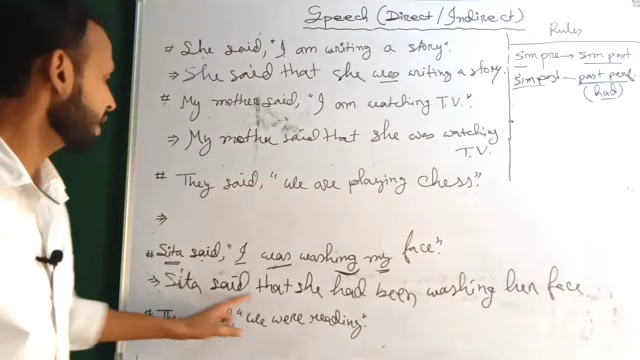 Speech (Direct/Indirect)
Rules
Sim pre → Sim past
Sim past — past perf.
(had)
# She said, "I am writing a story".
⇒ She said that she was writing a story.
# My mother said, "I am watching T.V."
⇒ My mother said that she was watching
T.V.
# They said, "We are playing chess."
⇒
# Sita said, "I was washing my face."
⇒ Sita said that she had been washing her face.
# "We were reading".